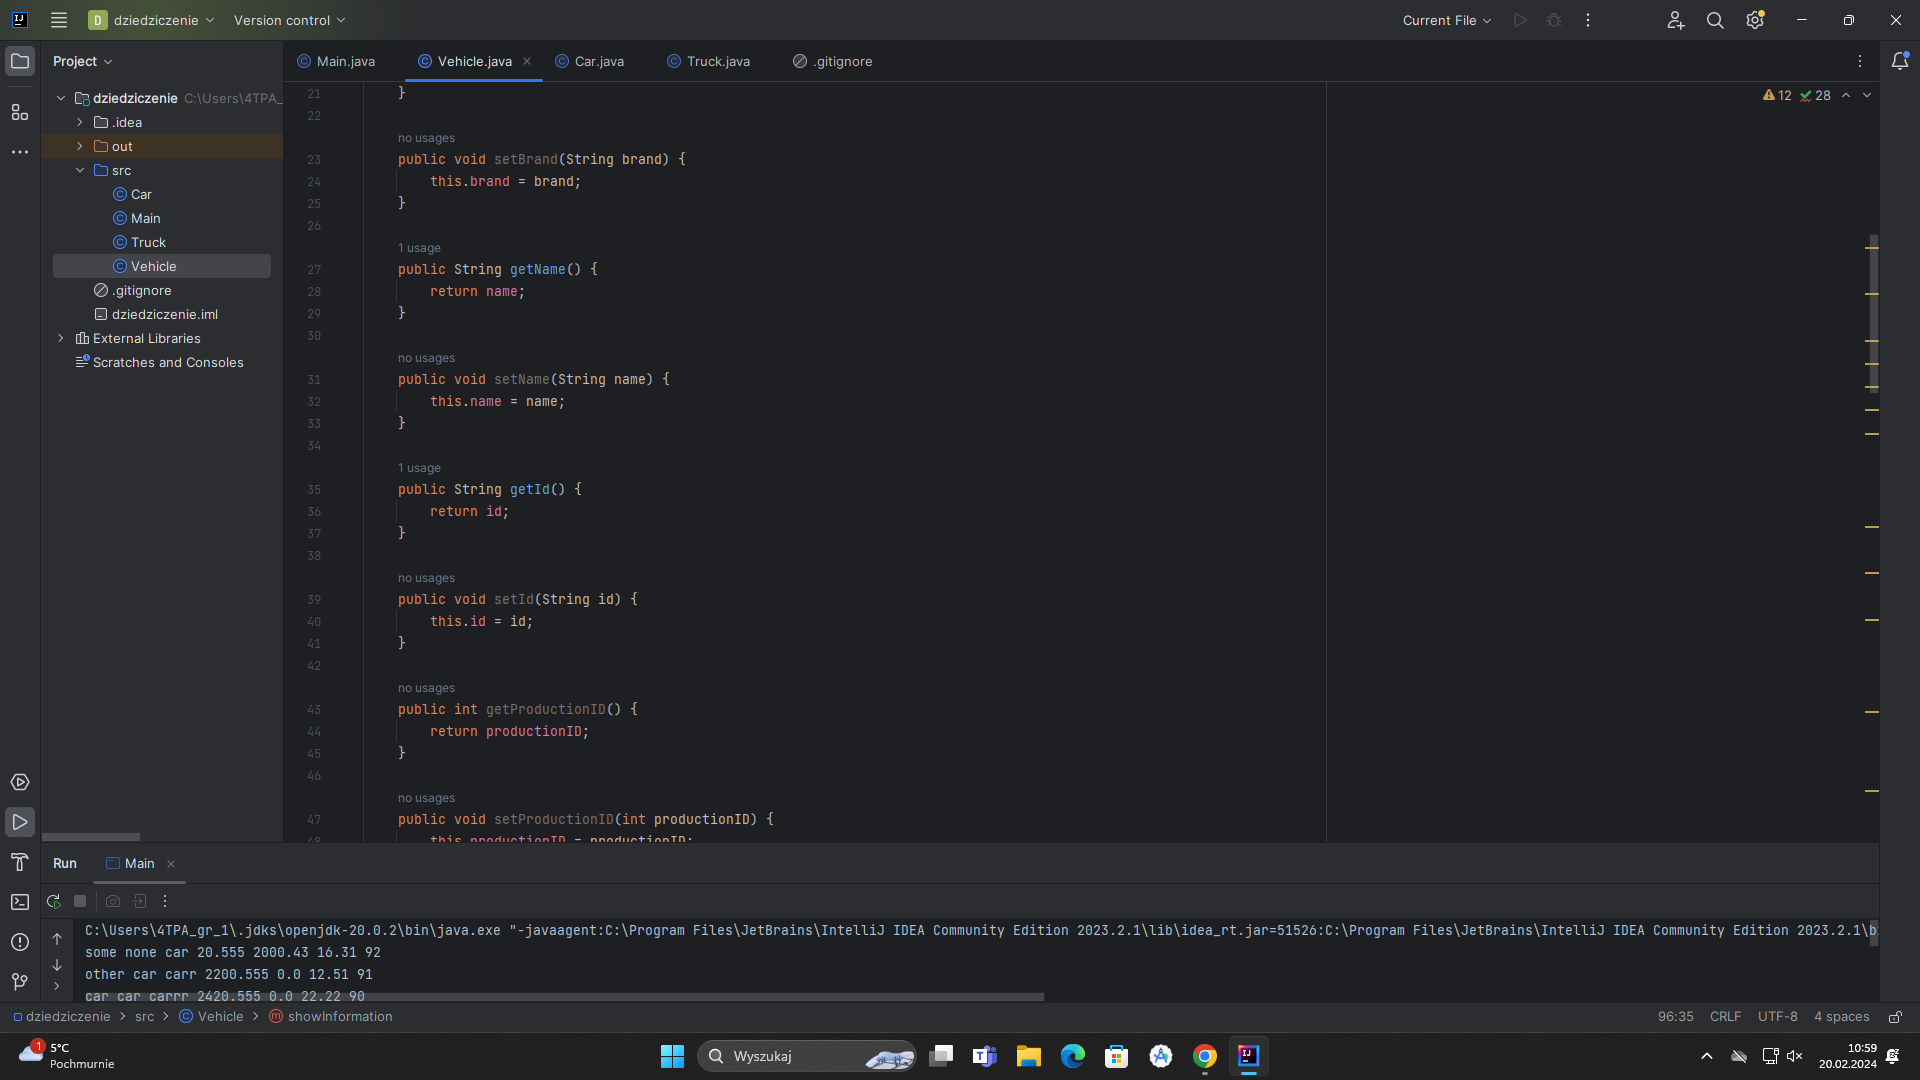 D dziedziczenie Version control Current File
Project
Main.java Vehicle.java Car.java Truck.java .gitignore
dziedziczenie C:\Users\4TPA_
.idea
out
src
Car
Main
Truck
Vehicle
.gitignore
dziedziczenie.iml
External Libraries
Scratches and Consoles
12 28
21 }
22
no usages
23 public void setBrand(String brand) {
24 this.brand = brand;
25 }
26
1 usage
27 public String getName() {
28 return name;
29 }
30
no usages
31 public void setName(String name) {
32 this.name = name;
33 }
34
1 usage
35 public String getId() {
36 return id;
37 }
38
no usages
39 public void setId(String id) {
40 this.id = id;
41 }
42
no usages
43 public int getProductionID() {
44 return productionID;
45 }
46
no usages
47 public void setProductionID(int productionID) {
48 this.productionID = productionID;
Run Main
C:\Users\4TPA_gr_1\.jdks\openjdk-20.0.2\bin\java.exe "-javaagent:C:\Program Files\JetBrains\IntelliJ IDEA Community Edition 2023.2.1\lib\idea_rt.jar=51526:C:\Program Files\JetBrains\IntelliJ IDEA Community Edition 2023.2.1\b
some none car 20.555 2000.43 16.31 92
other car carr 2200.555 0.0 12.51 91
car car carrr 2420.555 0.0 22.22 90
dziedziczenie src Vehicle showInformation 96:35 CRLF UTF-8 4 spaces
1 5°C
Pochmurnie
Wyszukaj
10:59
20.02.2024